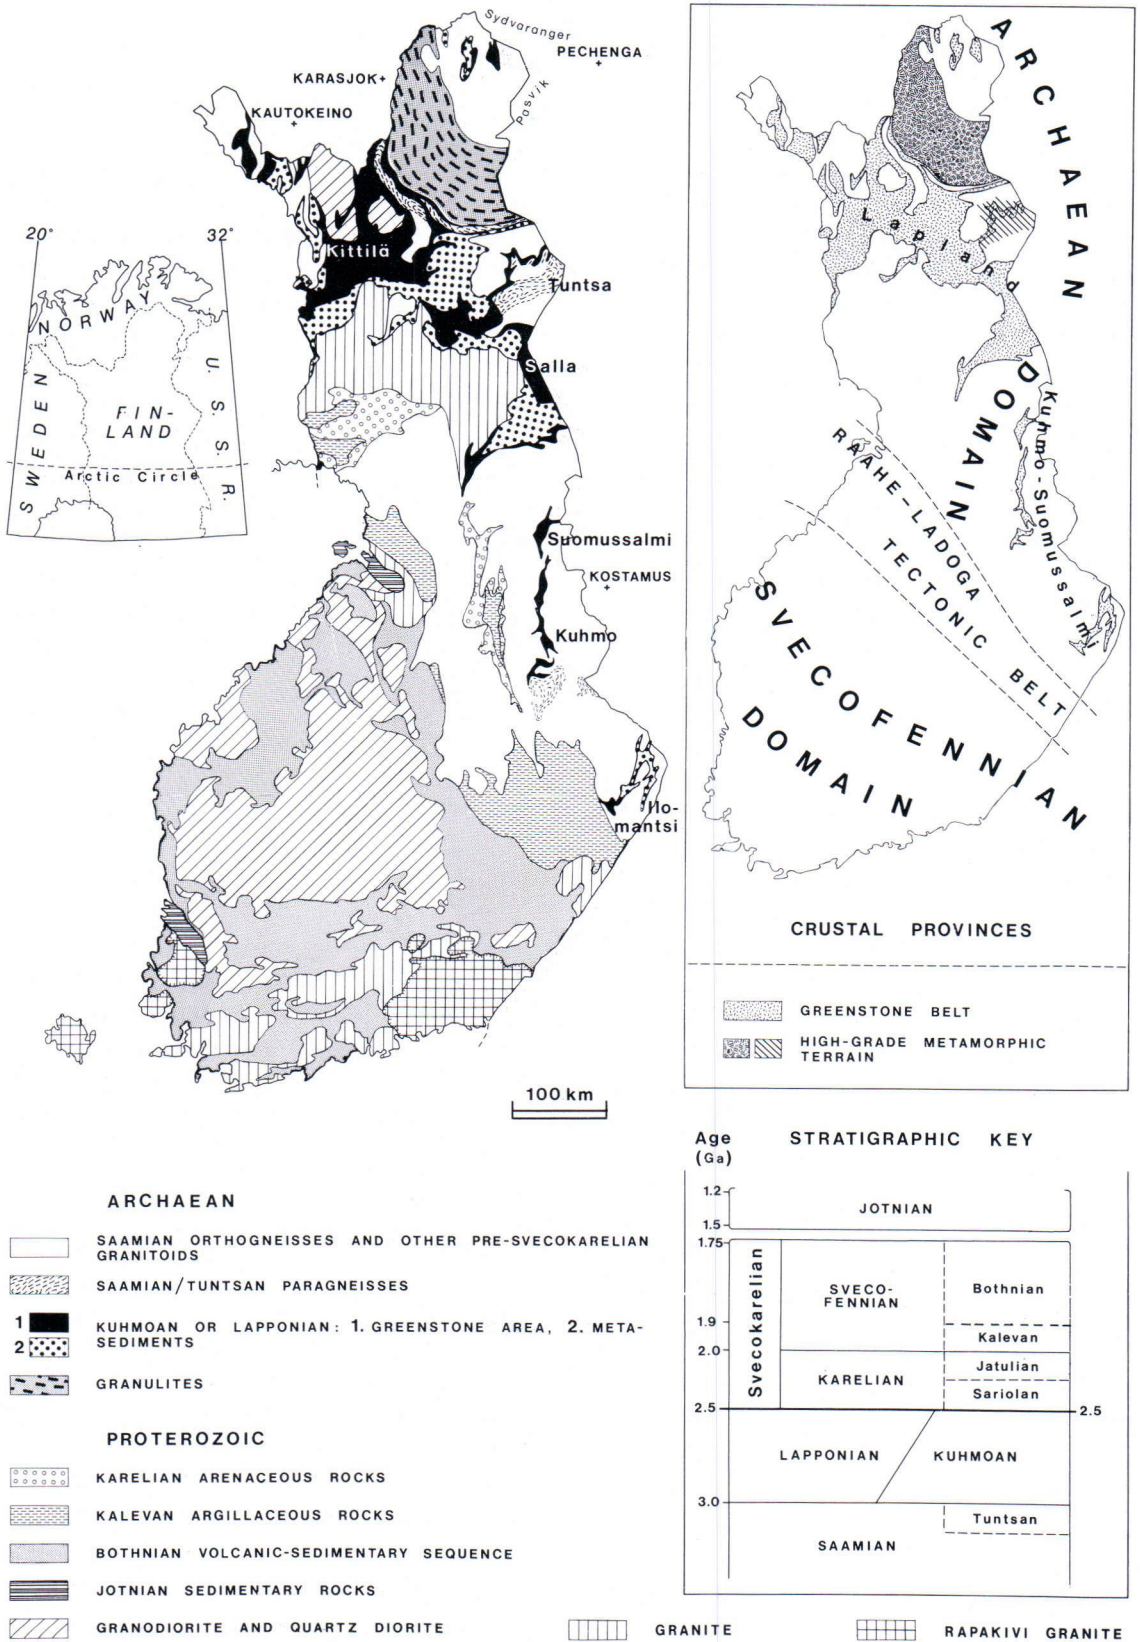 Sydvaranger
PECHENGA
KARASJOK
Pasvik
KAUTOKEINO
20° 32°
Kittilä
Tuntsa
NORWAY
SWEDEN
FIN-
LAND
U.S.S.R.
Arctic Circle
Salla
Suomussalmi
KOSTAMUS
Kuhmo
Ilo-
mantsi
100 km
ARCHAEAN
DOMAIN
Lapland
Kuhmo-Suomussalmi
RAAHE-LADOGA
TECTONIC BELT
SVECOFENNIAN
DOMAIN
CRUSTAL PROVINCES
GREENSTONE BELT
HIGH-GRADE METAMORPHIC
TERRAIN
ARCHAEAN
SAAMIAN ORTHOGNEISSES AND OTHER PRE-SVECOKARELIAN
GRANITOIDS
SAAMIAN/TUNTSAN PARAGNEISSES
1
2
KUHMOAN OR LAPPONIAN: 1. GREENSTONE AREA, 2. META-
SEDIMENTS
GRANULITES
PROTEROZOIC
KARELIAN ARENACEOUS ROCKS
KALEVAN ARGILLACEOUS ROCKS
BOTHNIAN VOLCANIC-SEDIMENTARY SEQUENCE
JOTNIAN SEDIMENTARY ROCKS
GRANODIORITE AND QUARTZ DIORITE
GRANITE
RAPAKIVI GRANITE
Age
(Ga)
STRATIGRAPHIC KEY
1.2
JOTNIAN
1.5
1.75
Svecokarelian
SVECO-
FENNIAN
Bothnian
1.9
Kalevan
2.0
KARELIAN
Jatulian
Sariolan
2.5 2.5
LAPPONIAN KUHMOAN
3.0
Tuntsan
SAAMIAN